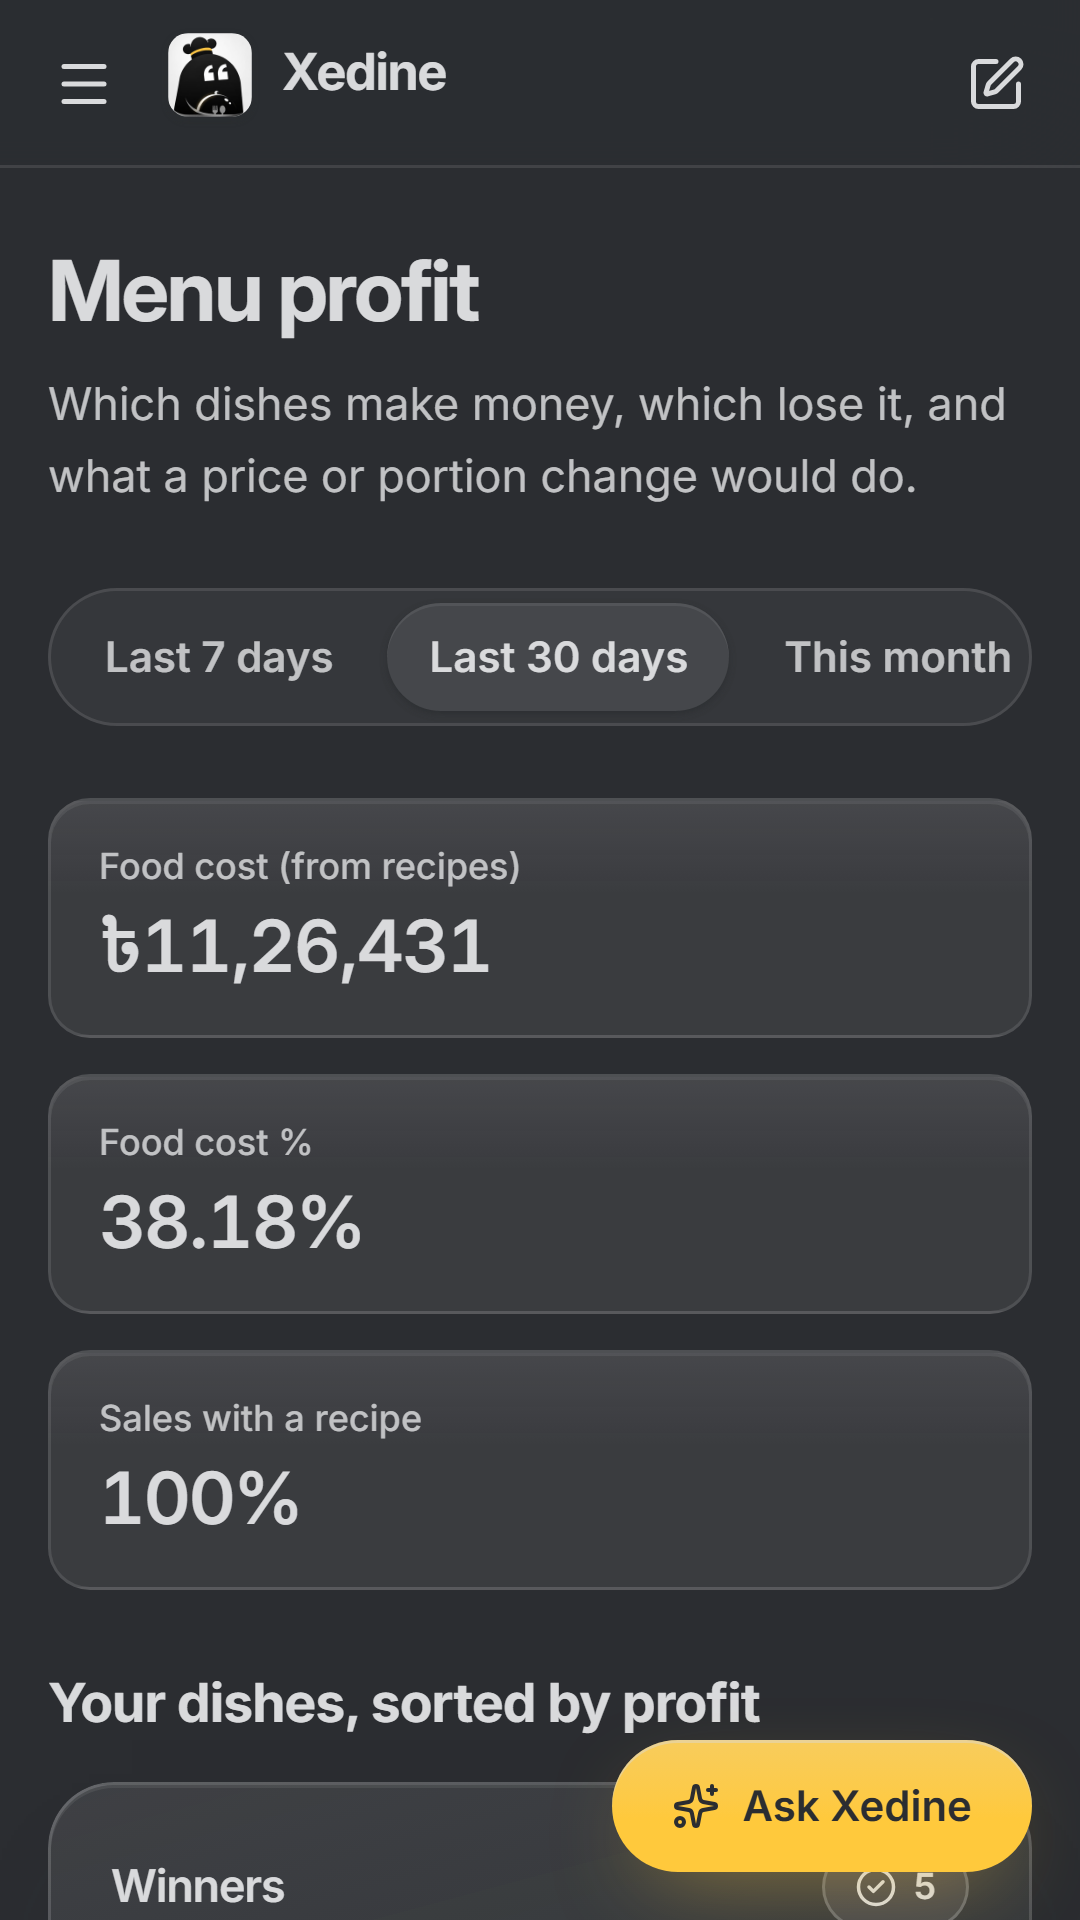 Xedine
Menu profit
Which dishes make money, which lose it, and
what a price or portion change would do.
Last 7 days
Last 30 days
This month
Food cost (from recipes)
৳11,26,431
Food cost %
38.18%
Sales with a recipe
100%
Your dishes, sorted by profit
Ask Xedine
Winners
5